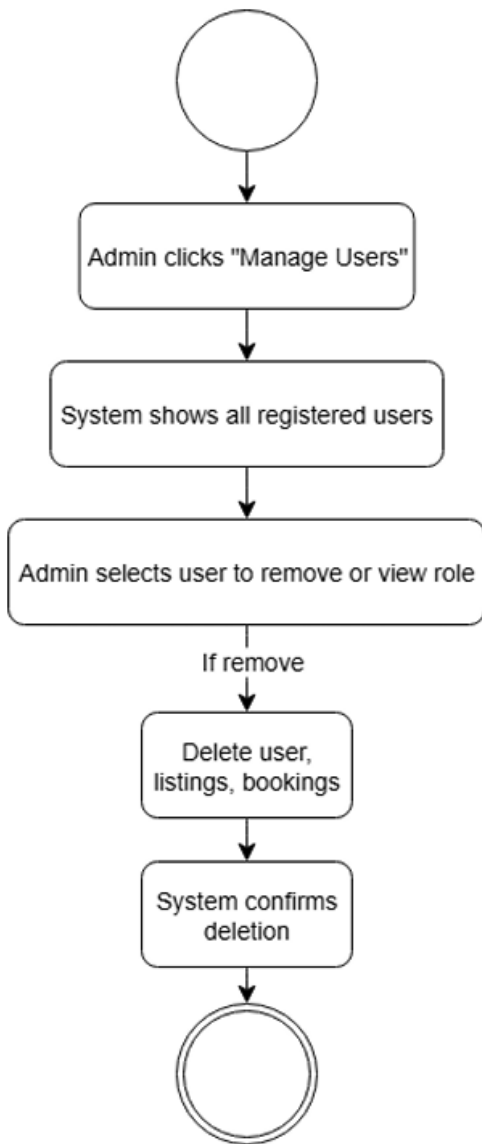 Admin clicks "Manage Users"
System shows all registered users
Admin selects user to remove or view role
If remove
Delete user,
listings, bookings
System confirms
deletion